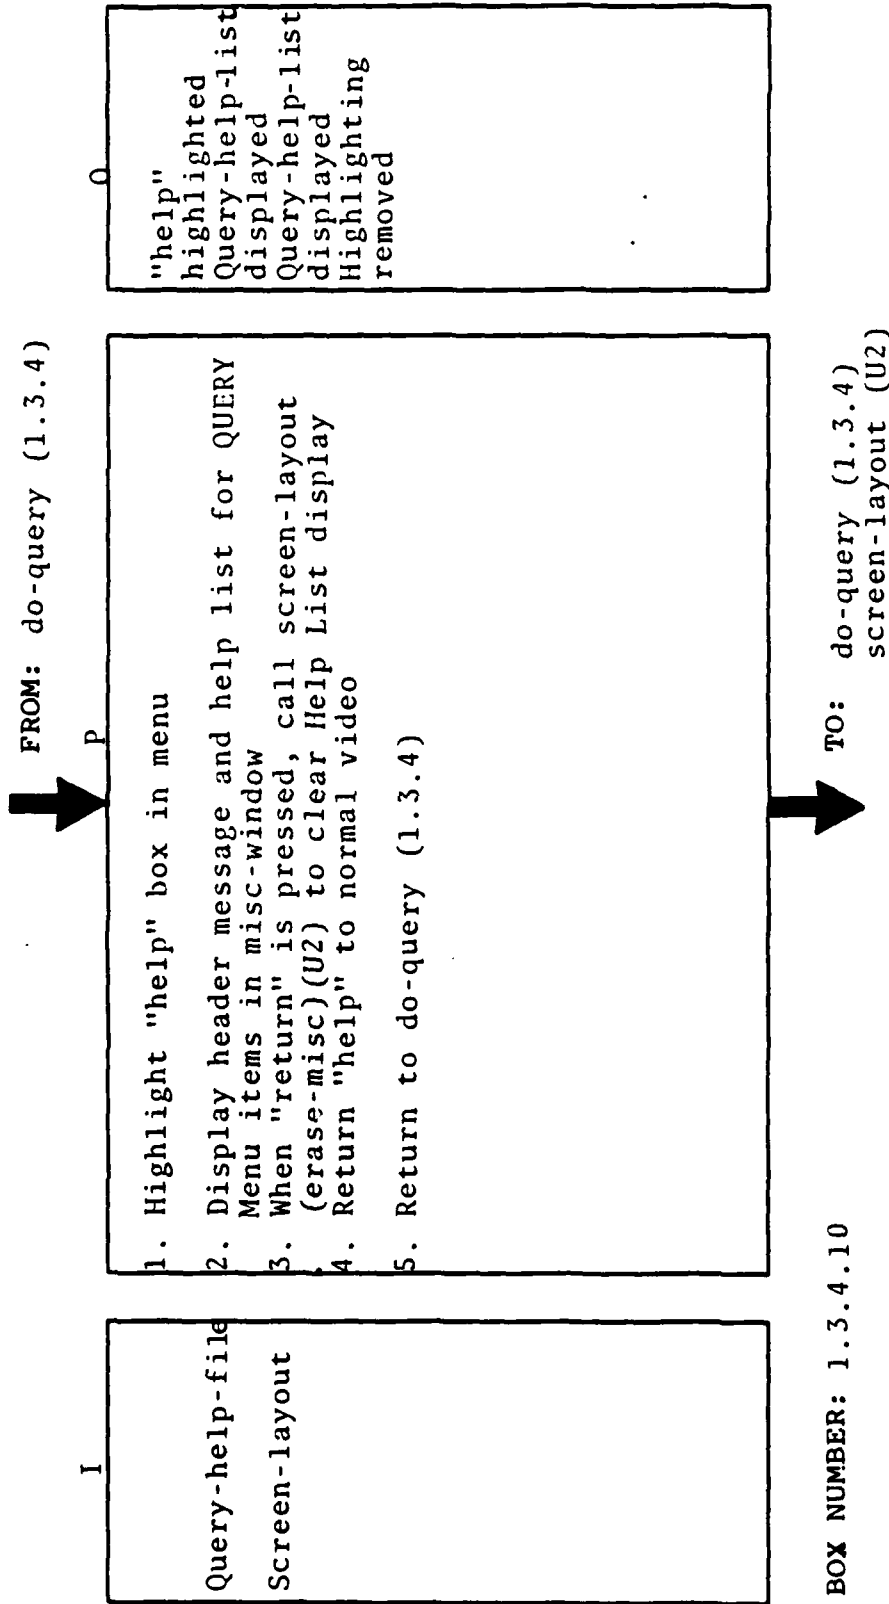 FROM: do-query (1.3.4)
I
Query-help-file
Screen-layout
P
1. Highlight "help" box in menu
2. Display header message and help list for QUERY
Menu items in misc-window
3. When "return" is pressed, call screen-layout
(erase-misc)(U2) to clear Help List display
4. Return "help" to normal video
5. Return to do-query (1.3.4)
O
"help"
highlighted
Query-help-list
displayed
Query-help-list
displayed
Highlighting
removed
BOX NUMBER: 1.3.4.10
TO: do-query (1.3.4)
screen-layout (U2)